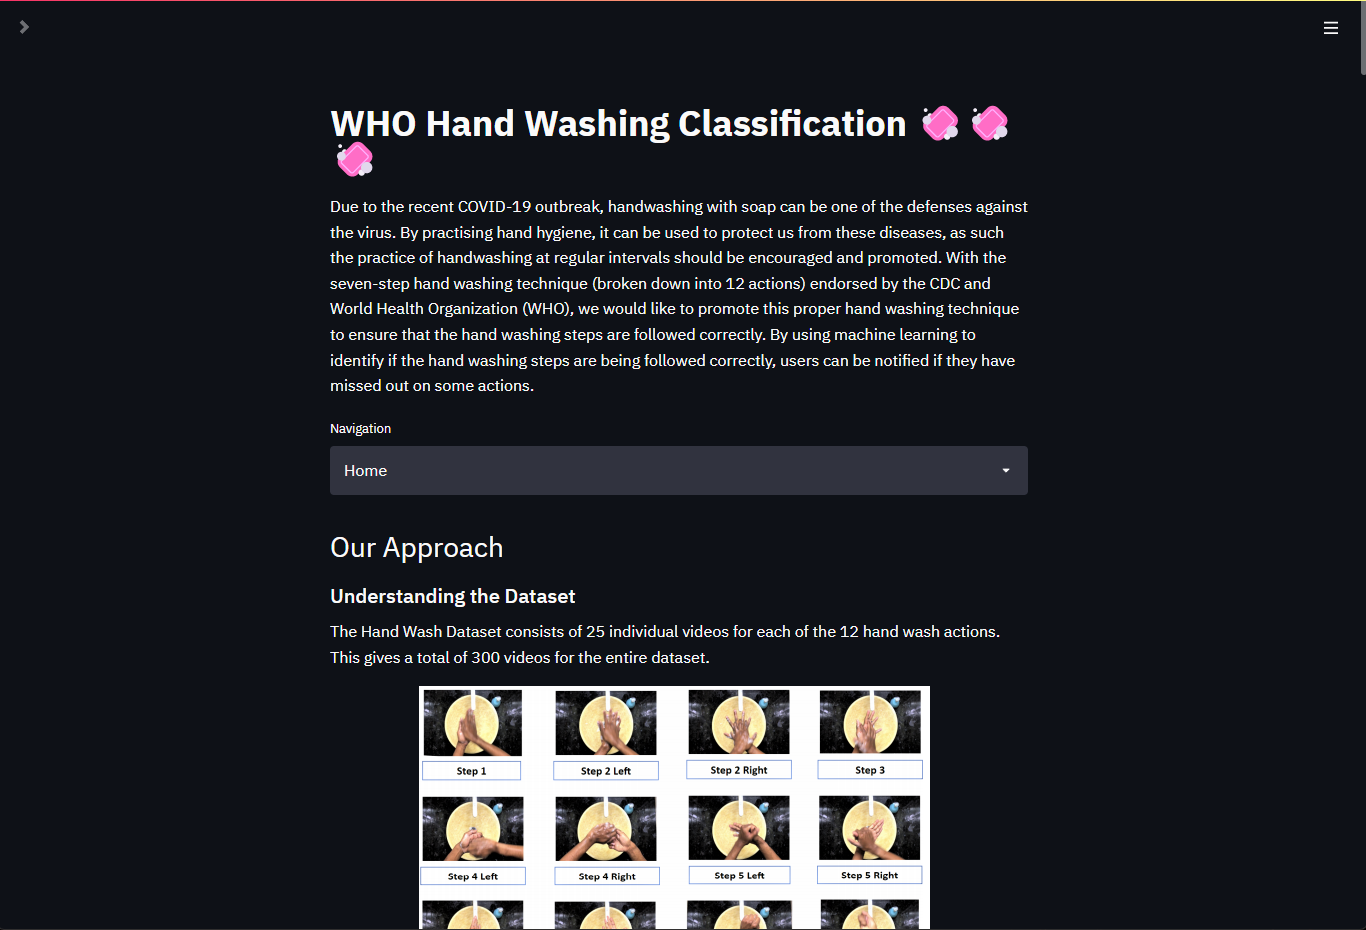 WHO Hand Washing Classification
Due to the recent COVID-19 outbreak, handwashing with soap can be one of the defenses against
the virus. By practising hand hygiene, it can be used to protect us from these diseases, as such
the practice of handwashing at regular intervals should be encouraged and promoted. With the
seven-step hand washing technique (broken down into 12 actions) endorsed by the CDC and
World Health Organization (WHO), we would like to promote this proper hand washing technique
to ensure that the hand washing steps are followed correctly. By using machine learning to
identify if the hand washing steps are being followed correctly, users can be notified if they have
missed out on some actions.
Navigation
Home
Our Approach
Understanding the Dataset
The Hand Wash Dataset consists of 25 individual videos for each of the 12 hand wash actions.
This gives a total of 300 videos for the entire dataset.
Step 1
Step 2 Left
Step 2 Right
Step 3
Step 4 Left
Step 4 Right
Step 5 Left
Step 5 Right